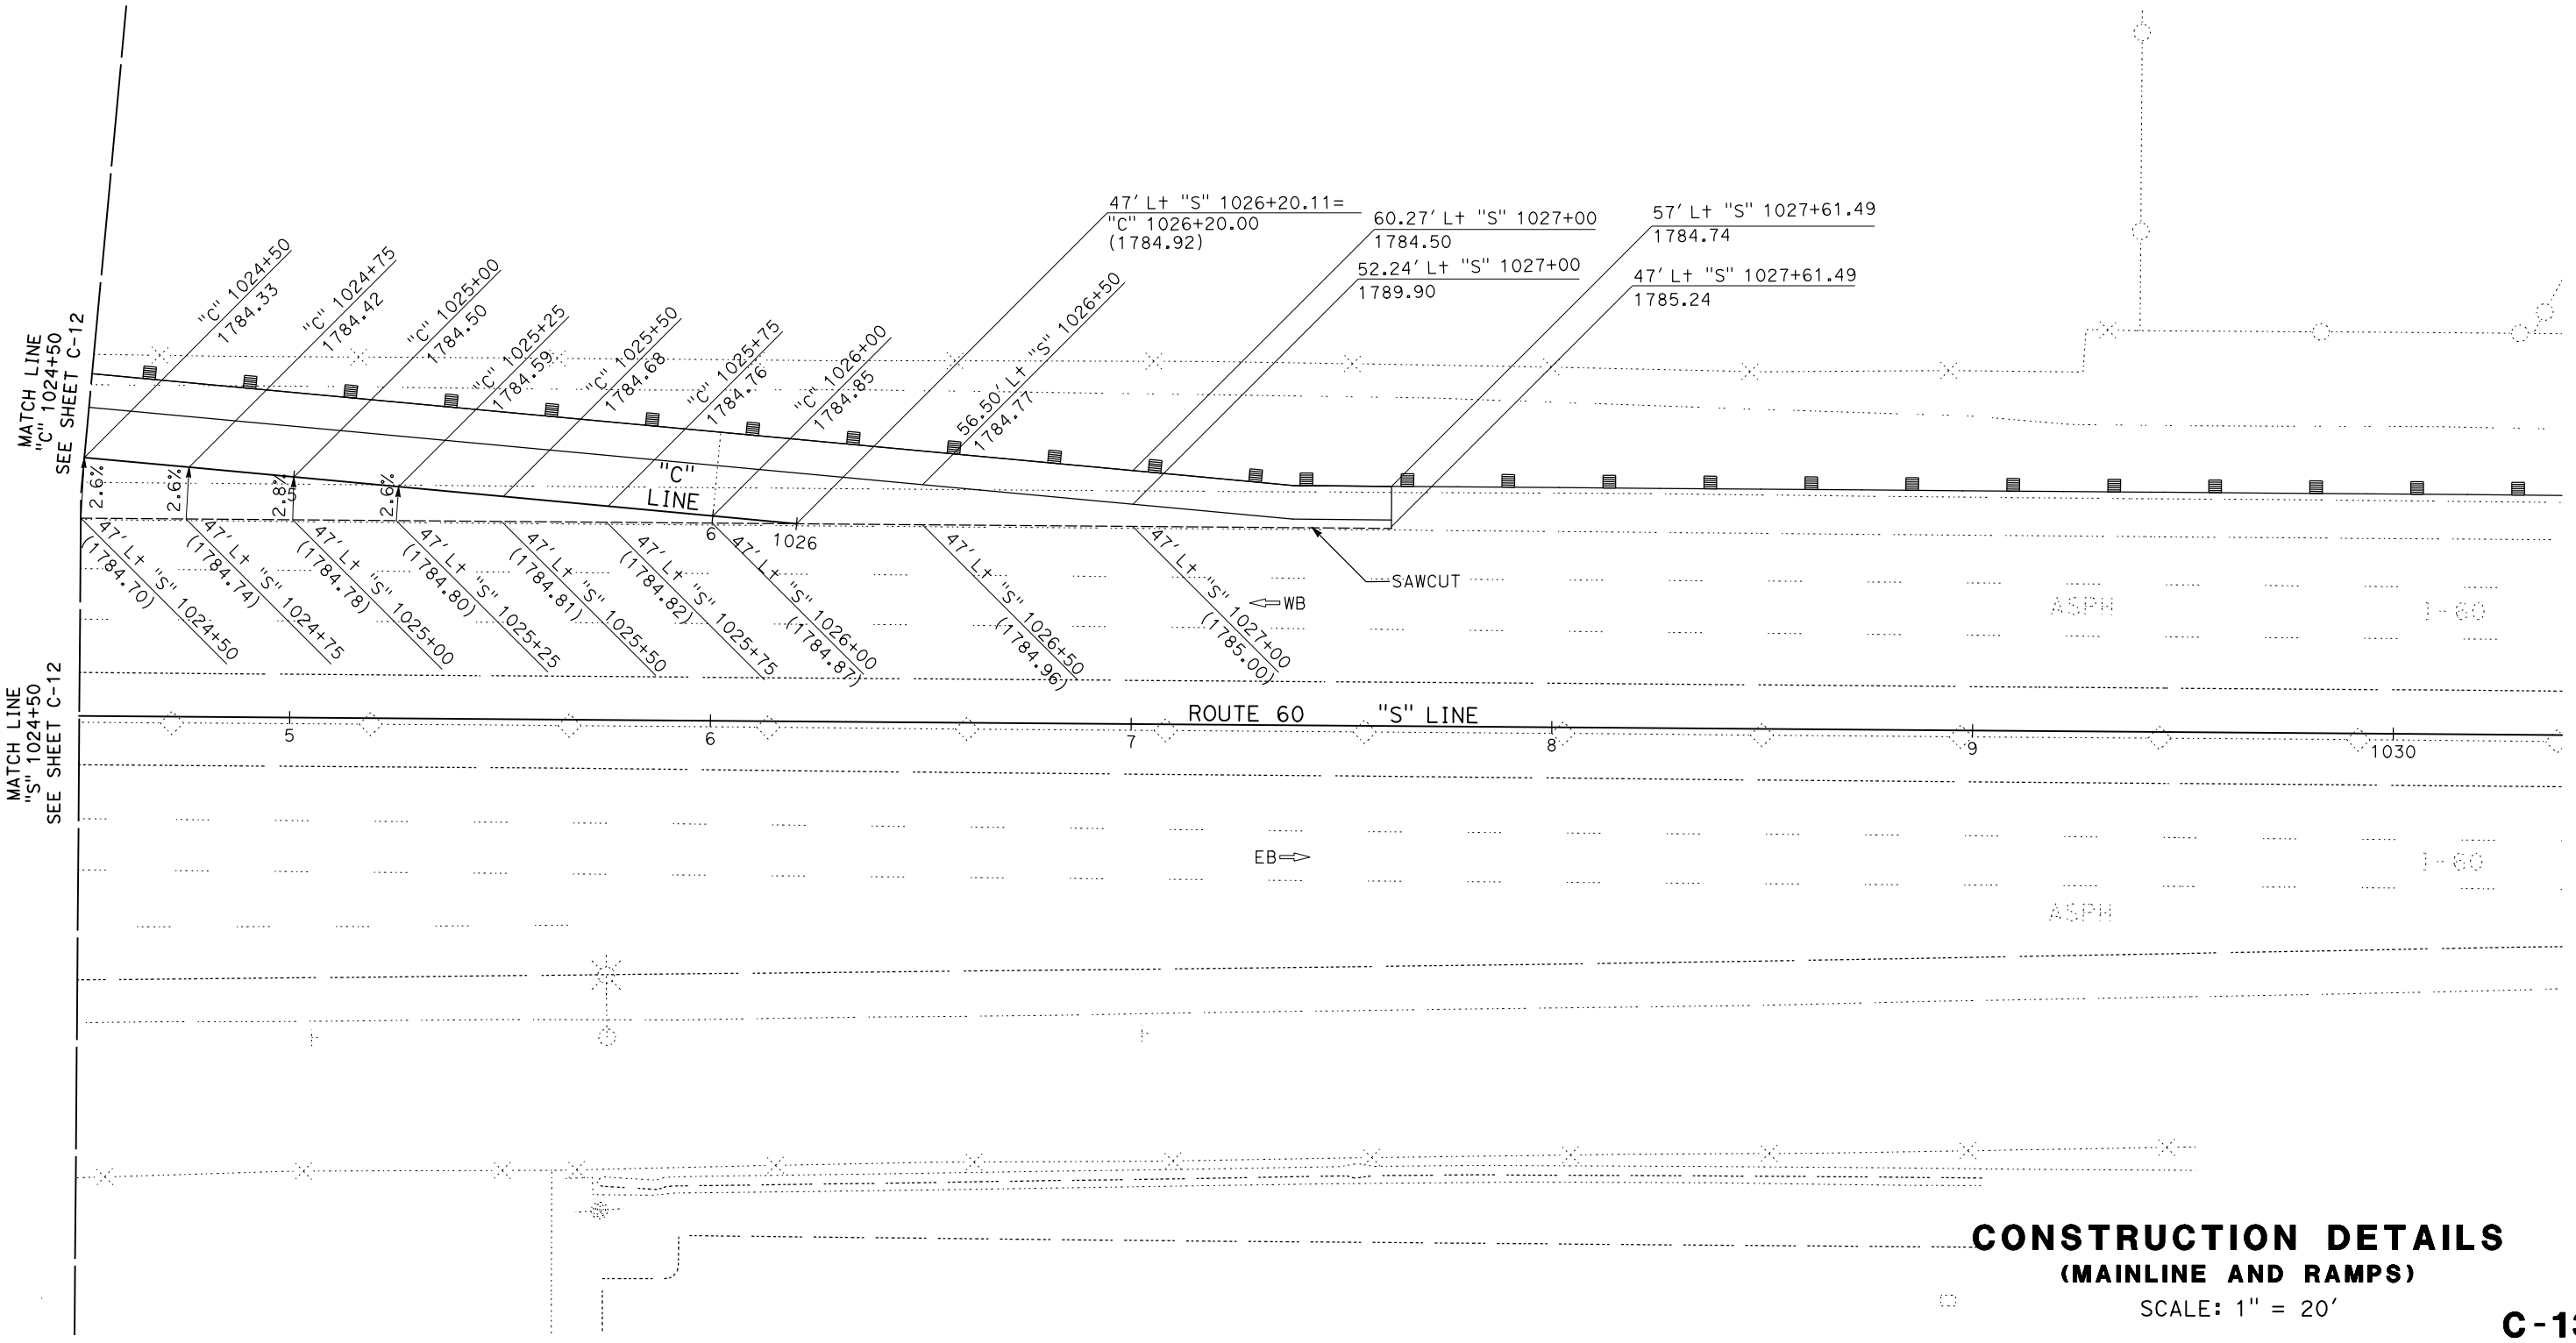 47' Lt "S" 1026+20.11=
"C" 1026+20.00
(1784.92)
60.27' Lt "S" 1027+00
1784.50
52.24' Lt "S" 1027+00
1789.90
57' Lt "S" 1027+61.49
1784.74
47' Lt "S" 1027+61.49
1785.24
"C" 1024+50
1784.33
"C" 1024+75
1784.42
"C" 1025+00
1784.50
"C" 1025+25
1784.59
"C" 1025+50
1784.68
"C" 1025+75
1784.76
"C" 1026+00
1784.85
56.50' Lt "S" 1026+50
1784.77
MATCH LINE
"C" 1024+50
SEE SHEET C-12
2.6%
2.6%
2.8%
5
2.6%
"C"
LINE
6
1026
47' Lt "S" 1024+50
(1784.70)
47' Lt "S" 1024+75
(1784.74)
47' Lt "S" 1025+00
(1784.78)
47' Lt "S" 1025+25
(1784.80)
47' Lt "S" 1025+50
(1784.81)
47' Lt "S" 1025+75
(1784.82)
47' Lt "S" 1026+00
(1784.87)
47' Lt "S" 1026+50
(1784.96)
47' Lt "S" 1027+00
(1785.00)
SAWCUT
WB
ASPH
I-60
MATCH LINE
"S" 1024+50
SEE SHEET C-12
ROUTE 60 "S" LINE
5
6
7
8
9
1030
EB
I-60
ASPH
CONSTRUCTION DETAILS
(MAINLINE AND RAMPS)
SCALE: 1" = 20'